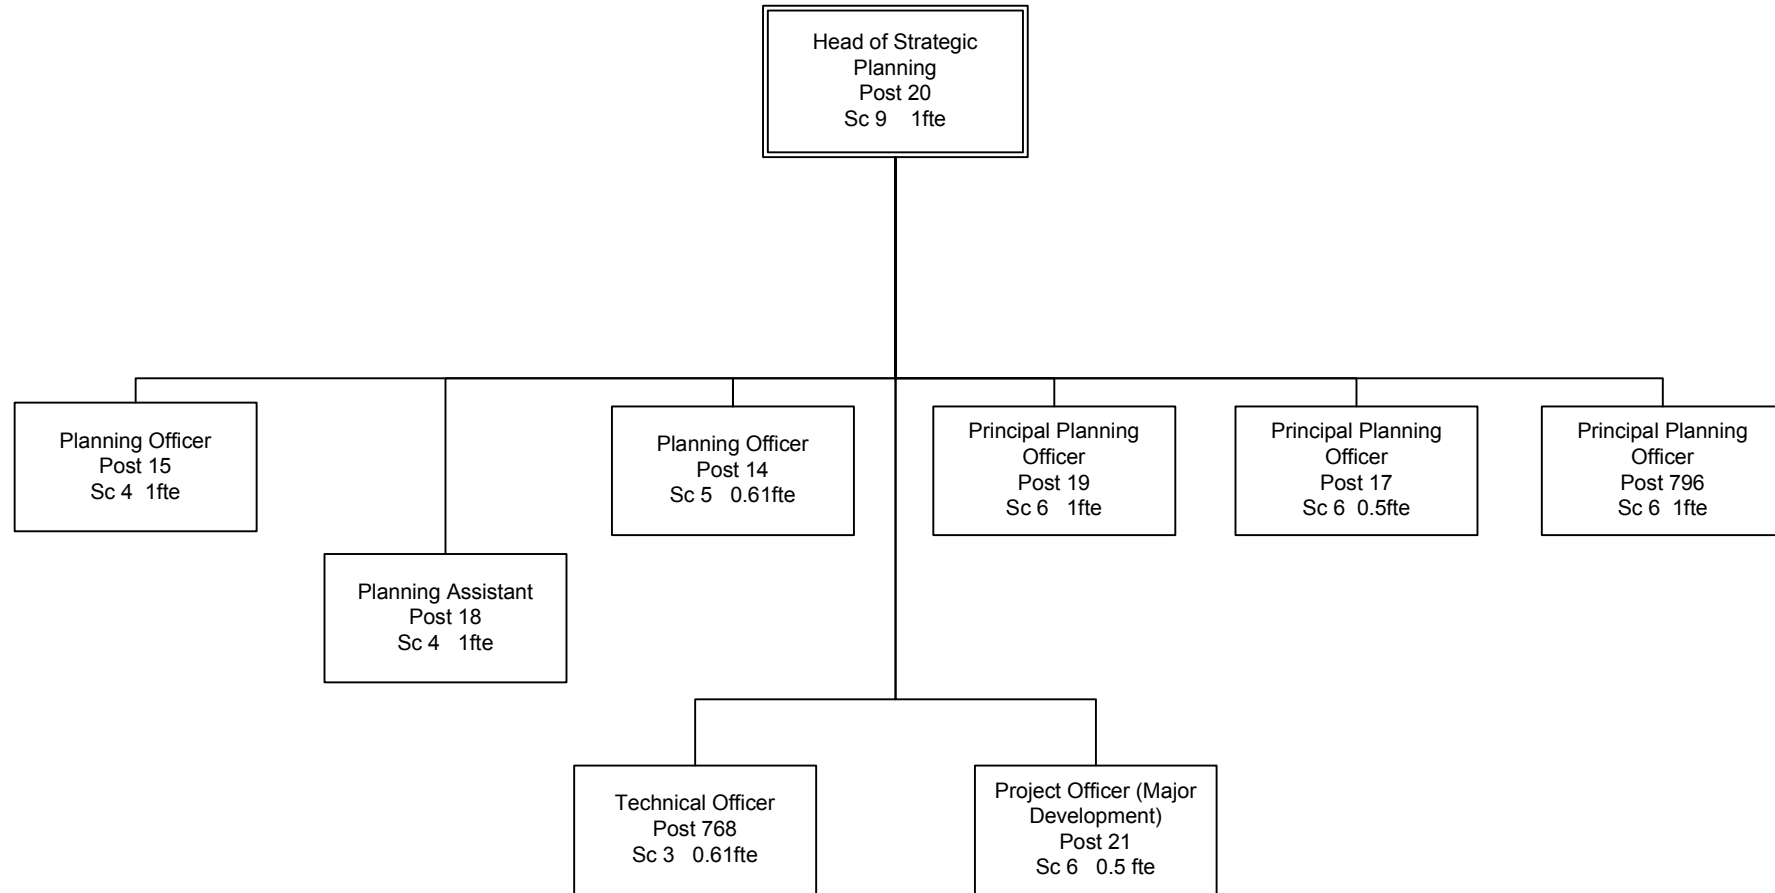 Head of Strategic
Planning
Post 20
Sc 9 1fte
Planning Officer
Post 15
Sc 4 1fte
Planning Officer
Post 14
Sc 5 0.61fte
Principal Planning
Officer
Post 19
Sc 6 1fte
Principal Planning
Officer
Post 17
Sc 6 0.5fte
Principal Planning
Officer
Post 796
Sc 6 1fte
Planning Assistant
Post 18
Sc 4 1fte
Technical Officer
Post 768
Sc 3 0.61fte
Project Officer (Major
Development)
Post 21
Sc 6 0.5 fte